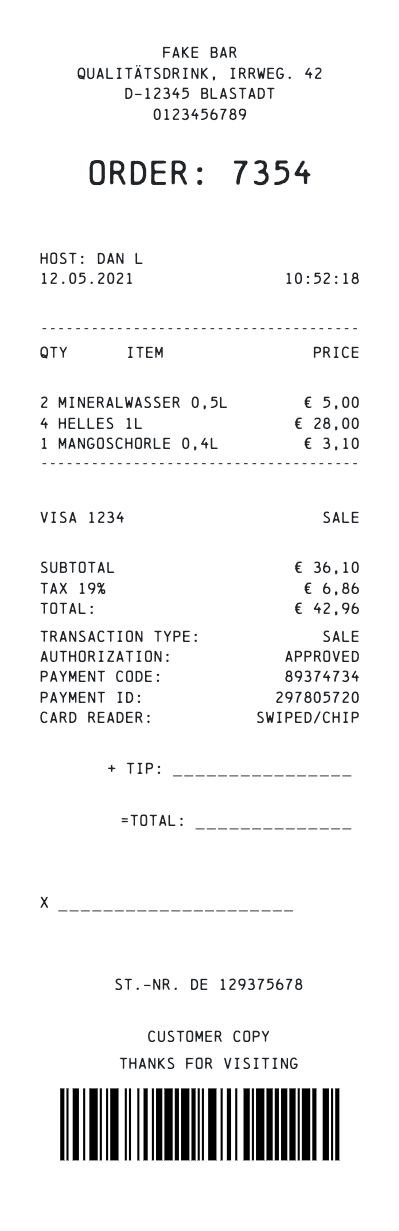 FAKE BAR
QUALITÄTSDRINK, IRRWEG. 42
D-12345 BLASTADT
0123456789
ORDER: 7354
HOST: DAN L
12.05.2021 10:52:18
------------------------------------
QTY ITEM PRICE
2 MINERALWASSER 0,5L € 5,00
4 HELLES 1L € 28,00
1 MANGOSCHORLE 0,4L € 3,10
------------------------------------
VISA 1234 SALE
SUBTOTAL € 36,10
TAX 19% € 6,86
TOTAL: € 42,96
TRANSACTION TYPE: SALE
AUTHORIZATION: APPROVED
PAYMENT CODE: 89374734
PAYMENT ID: 297805720
CARD READER: SWIPED/CHIP
+ TIP: ___________________
=TOTAL: _________________
X _________________________
ST.-NR. DE 129375678
CUSTOMER COPY
THANKS FOR VISITING